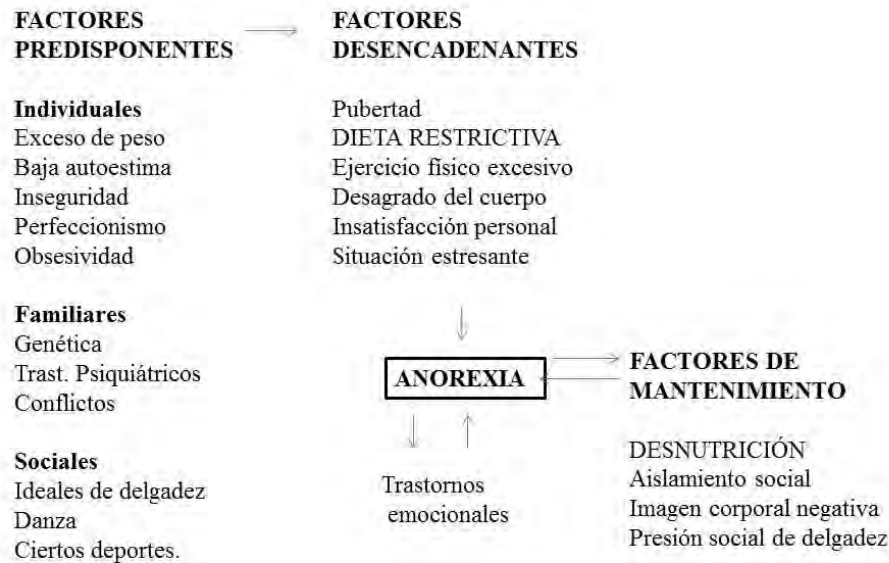 FACTORES
PREDISPONENTES
Individuales
Exceso de peso
Baja autoestima
Inseguridad
Perfeccionismo
Obsesividad
Familiares
Genética
Trast. Psiquiátricos
Conflictos
Sociales
Ideales de delgadez
Danza
Ciertos deportes.
FACTORES
DESENCADENANTES
Pubertad
DIETA RESTRICTIVA
Ejercicio físico excesivo
Desagrado del cuerpo
Insatisfacción personal
Situación estresante
ANOREXIA
Trastornos
emocionales
FACTORES DE
MANTENIMIENTO
DESNUTRICIÓN
Aislamiento social
Imagen corporal negativa
Presión social de delgadez